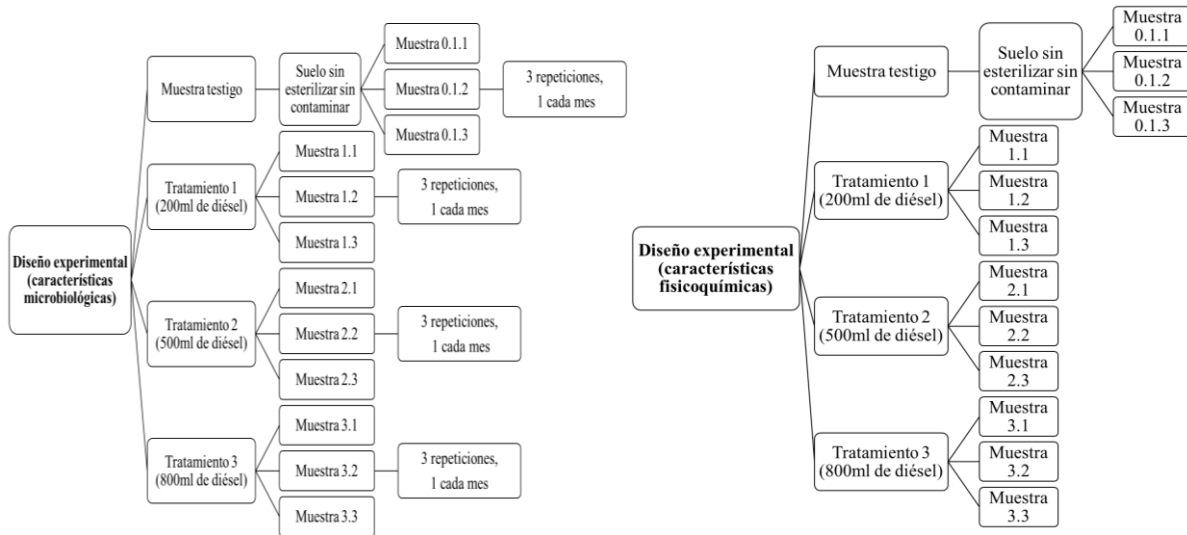 Diseño experimental
(características
microbiológicas)
Muestra testigo
Suelo sin
esterilizar sin
contaminar
Muestra 0.1.1
Muestra 0.1.2
Muestra 0.1.3
3 repeticiones,
1 cada mes
Tratamiento 1
(200ml de diésel)
Muestra 1.1
Muestra 1.2
Muestra 1.3
3 repeticiones,
1 cada mes
Tratamiento 2
(500ml de diésel)
Muestra 2.1
Muestra 2.2
Muestra 2.3
3 repeticiones,
1 cada mes
Tratamiento 3
(800ml de diésel)
Muestra 3.1
Muestra 3.2
Muestra 3.3
3 repeticiones,
1 cada mes
Diseño experimental
(características
fisicoquímicas)
Muestra testigo
Suelo sin
esterilizar sin
contaminar
Muestra
0.1.1
Muestra
0.1.2
Muestra
0.1.3
Tratamiento 1
(200ml de diésel)
Muestra
1.1
Muestra
1.2
Muestra
1.3
Tratamiento 2
(500ml de diésel)
Muestra
2.1
Muestra
2.2
Muestra
2.3
Tratamiento 3
(800ml de diésel)
Muestra
3.1
Muestra
3.2
Muestra
3.3